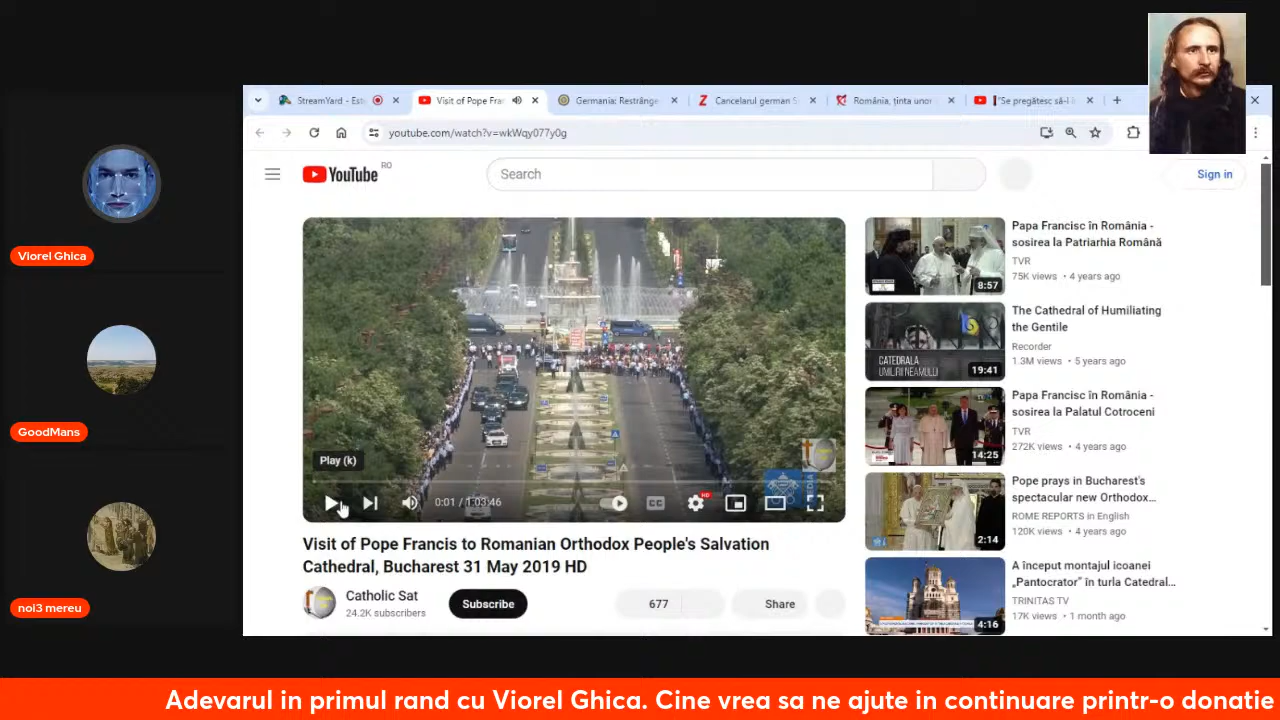 StreamYard - Este
Visit of Pope Fra
Germania: Restrânge
Cancelarul german S
România, ținta unor
"Se pregătesc să-l
youtube.com/watch?v=wkWqy077y0g
YouTube RO
Search
Sign in
Viorel Ghica
GoodMans
noi3 mereu
Play (k)
0:01 / 1:03:46
CC
HD
Visit of Pope Francis to Romanian Orthodox People's Salvation
Cathedral, Bucharest 31 May 2019 HD
Catholic Sat
24.2K subscribers
Subscribe
677
Share
Papa Francisc în România -
sosirea la Patriarhia Română
TVR
75K views • 4 years ago
8:57
The Cathedral of Humiliating
the Gentile
Recorder
1.3M views • 5 years ago
CATEDRALA
UMILIRII NEAMULUI
19:41
Papa Francisc în România -
sosirea la Palatul Cotroceni
TVR
272K views • 4 years ago
14:25
Pope prays in Bucharest's
spectacular new Orthodox...
ROME REPORTS in English
120K views • 4 years ago
2:14
A început montajul icoanei
„Pantocrator" în turla Catedral...
TRINITAS TV
17K views • 1 month ago
4:16
Adevarul in primul rand cu Viorel Ghica. Cine vrea sa ne ajute in continuare printr-o donatie